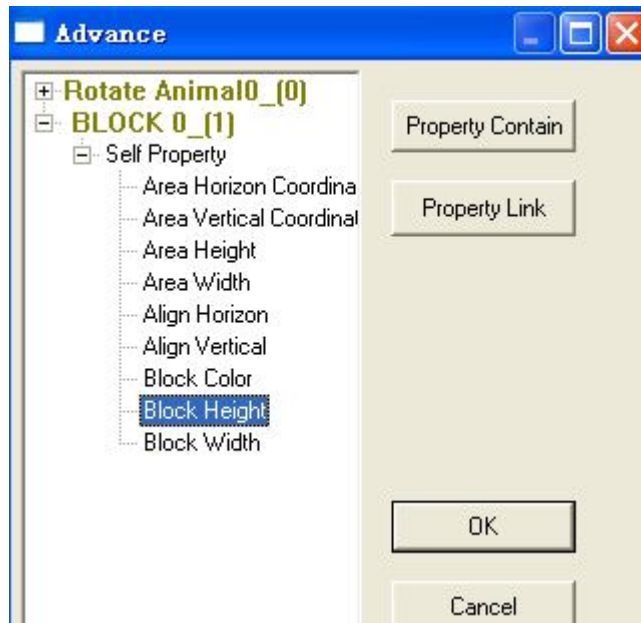 Advance
Rotate Animal0_(0)
BLOCK 0_(1)
Self Property
Area Horizon Coordina
Area Vertical Coordinat
Area Height
Area Width
Align Horizon
Align Vertical
Block Color
Block Height
Block Width
Property Contain
Property Link
OK
Cancel